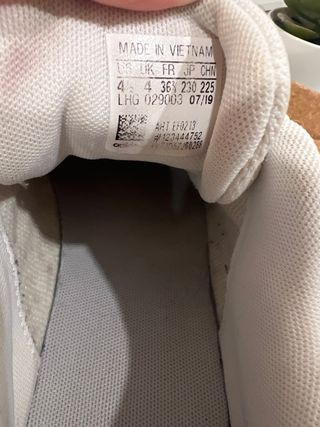 MADE IN VIETNAM
US UK FR JP CHN
4½ 4 36⅔ 230 225
LHG 029003 07/19
ART EF0213